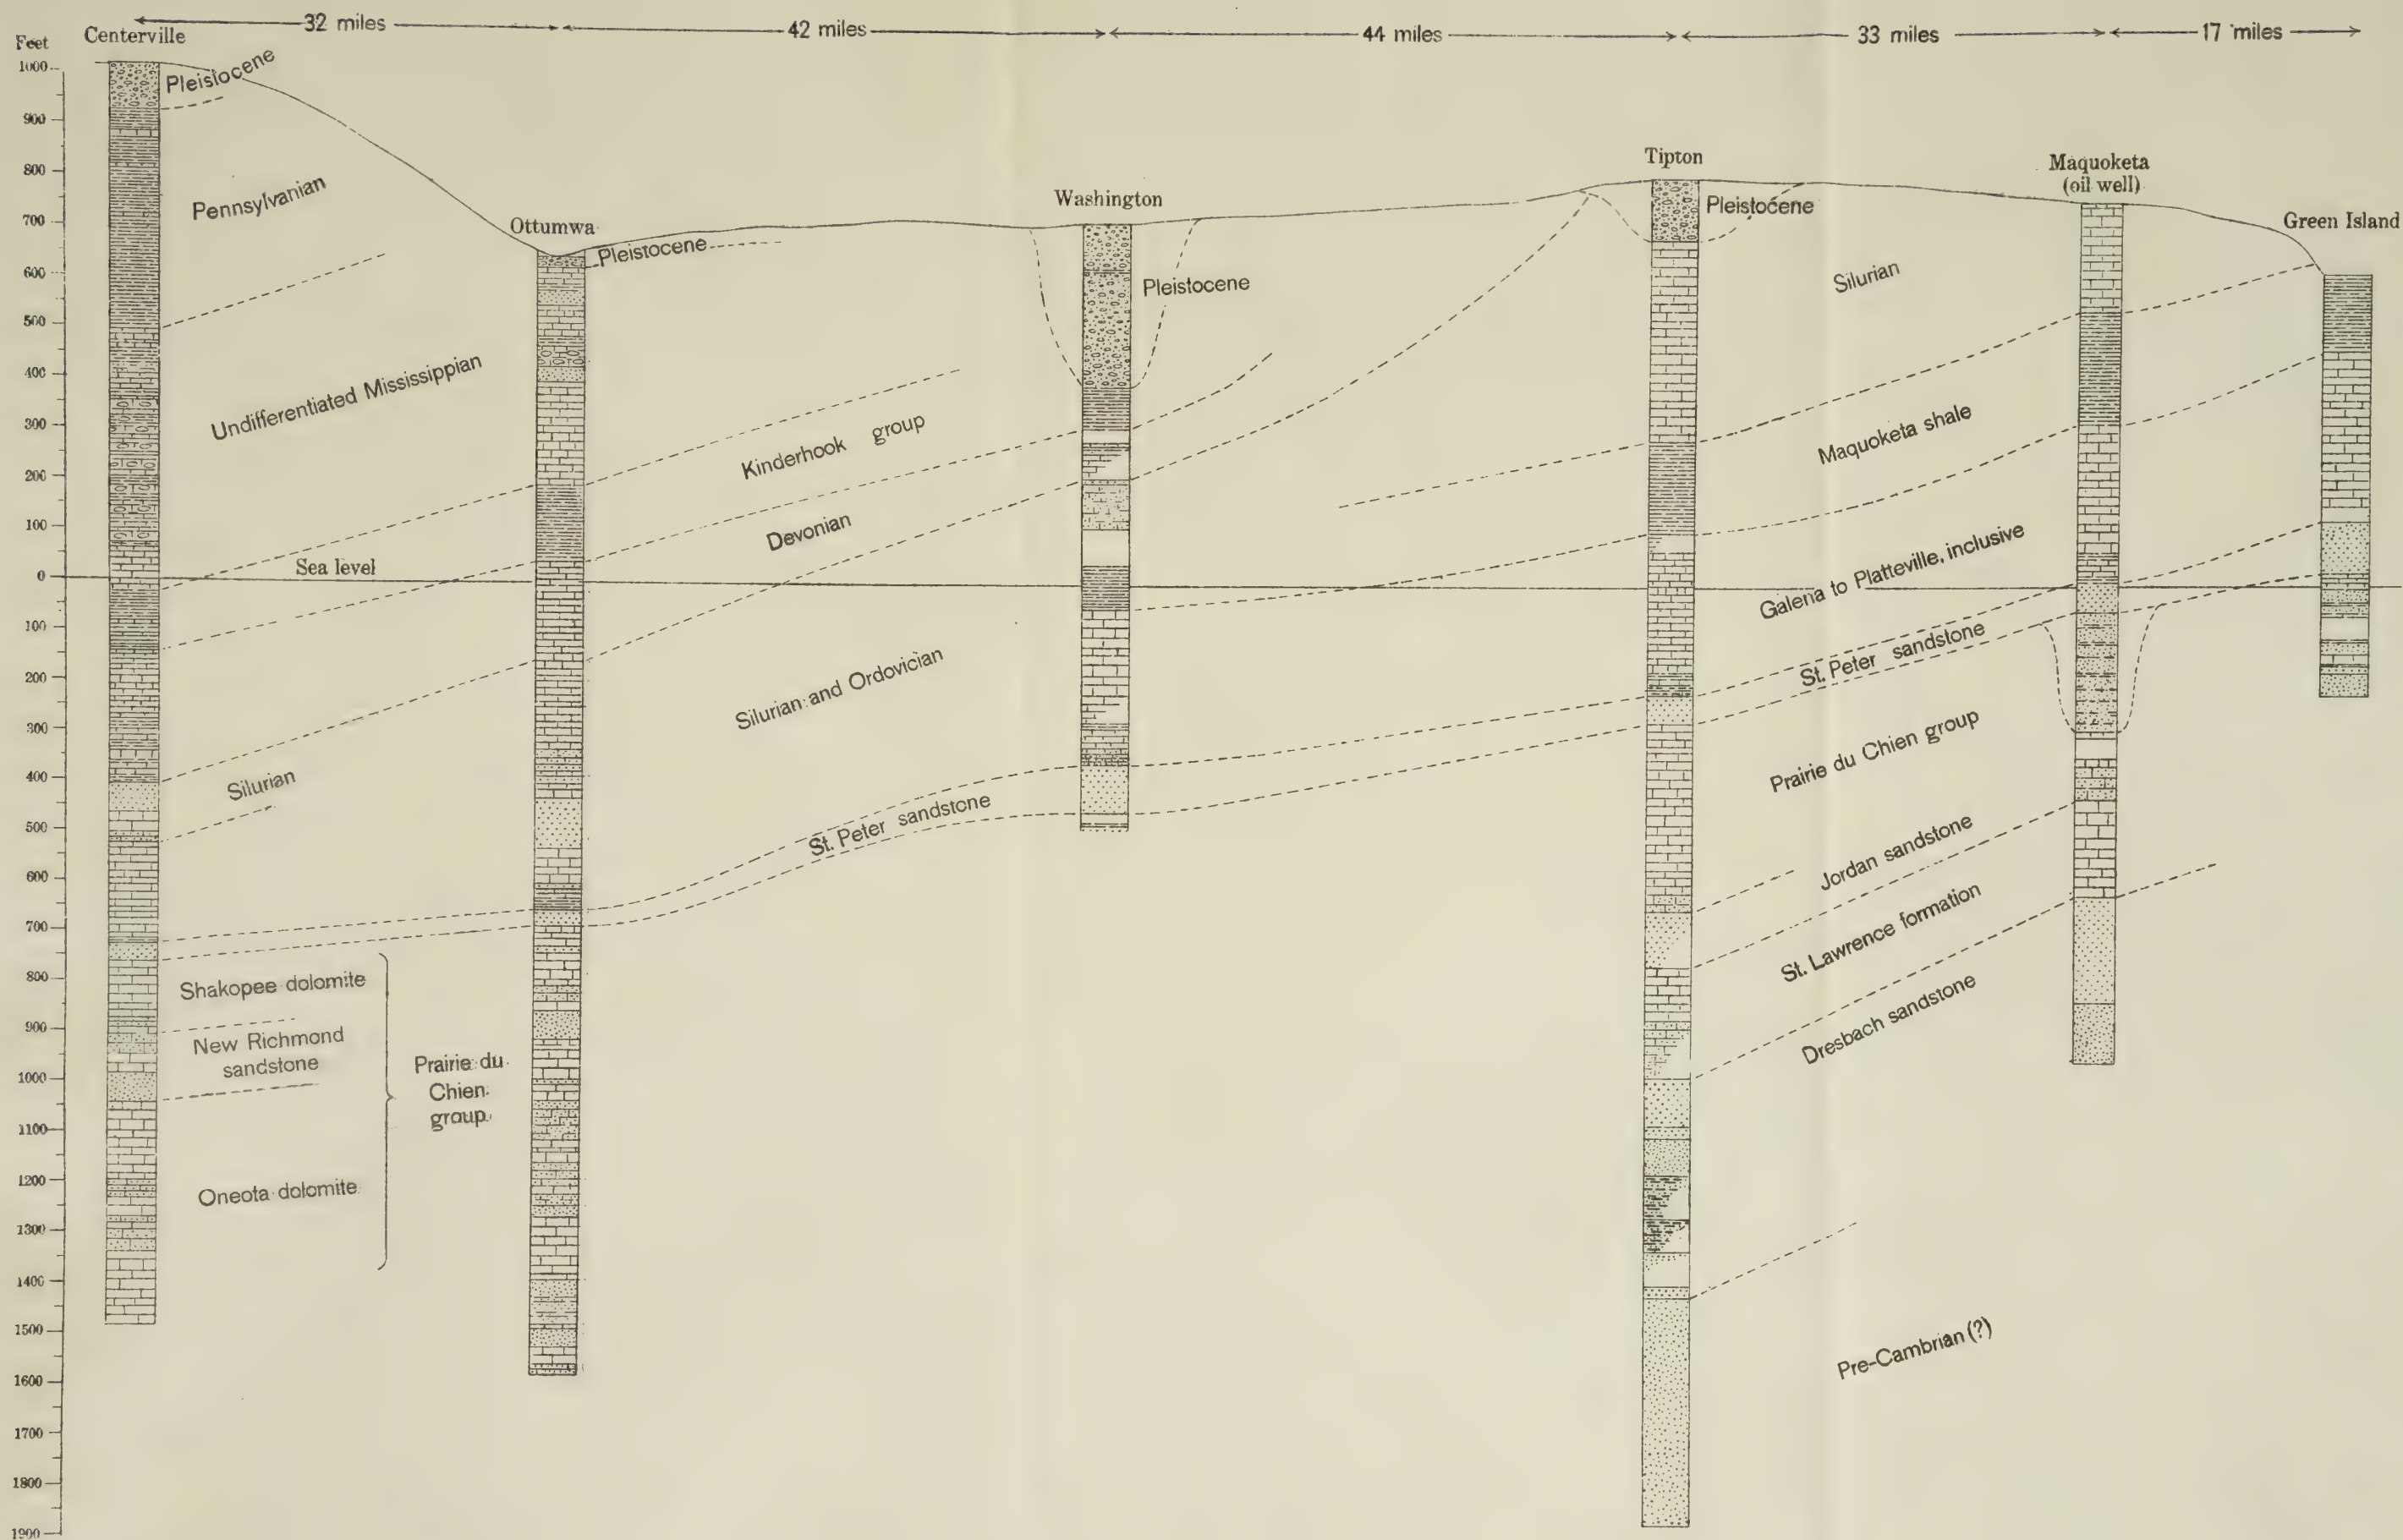 32 miles
42 miles
44 miles
33 miles
17 miles
Feet
Centerville
Ottumwa
Washington
Tipton
Maquoketa
(oil well)
Green Island
1000
900
800
700
600
500
400
300
200
100
0
100
200
300
400
500
600
700
800
900
1000
1100
1200
1300
1400
1500
1600
1700
1800
1900
Pleistocene
Pennsylvanian
Undifferentiated Mississippian
Sea level
Silurian
Shakopee dolomite
New Richmond
sandstone
Oneota dolomite
Prairie du
Chien
group
Pleistocene
Kinderhook group
Devonian
Silurian and Ordovician
St. Peter sandstone
Pleistocene
Pleistocene
Silurian
Maquoketa shale
Galena to Platteville, inclusive
St. Peter sandstone
Prairie du Chien group
Jordan sandstone
St. Lawrence formation
Dresbach sandstone
Pre-Cambrian (?)